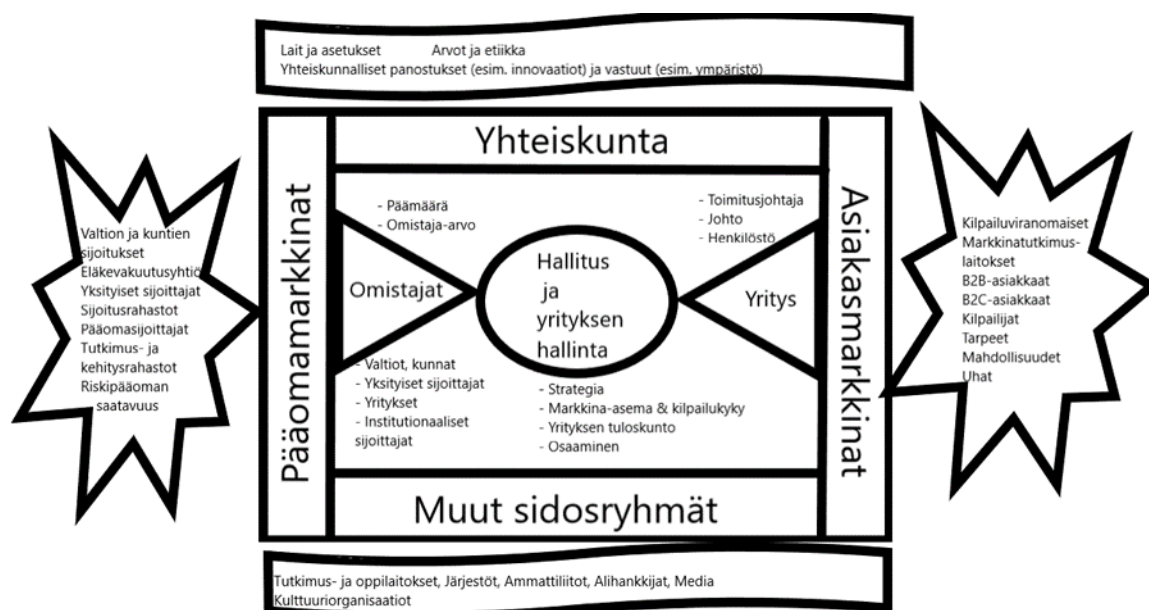 Lait ja asetukset Arvot ja etiikka
Yhteiskunnalliset panostukset (esim. innovaatiot) ja vastuut (esim. ympäristö)
Yhteiskunta
Pääomamarkkinat
Asiakasmarkkinat
Valtion ja kuntien
sijoitukset
Eläkevakuutusyhtiö
Yksityiset sijoittajat
Sijoitusrahastot
Pääomasijoittajat
Tutkimus- ja
kehitysrahastot
Riskipääoman
saatavuus
- Päämäärä
- Omistaja-arvo
Omistajat
- Valtiot, kunnat
- Yksityiset sijoittajat
- Yritykset
- Institutionaaliset
sijoittajat
Hallitus
ja
yrityksen
hallinta
- Strategia
- Markkina-asema & kilpailukyky
- Yrityksen tuloskunto
- Osaaminen
- Toimitusjohtaja
- Johto
- Henkilöstö
Yritys
Kilpailuviranomaiset
Markkinatutkimus-
laitokset
B2B-asiakkaat
B2C-asiakkaat
Kilpailijat
Tarpeet
Mahdollisuudet
Uhat
Muut sidosryhmät
Tutkimus- ja oppilaitokset, Järjestöt, Ammattiliitot, Alihankkijat, Media
Kulttuuriorganisaatiot